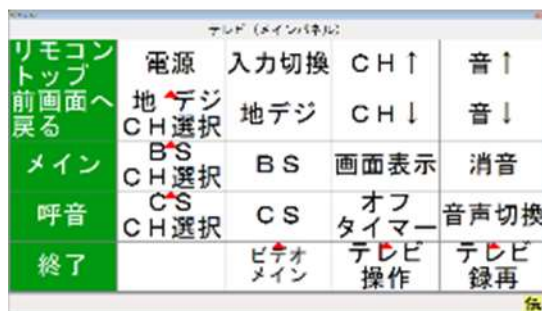 テレビ (メインパネル)
リモコン
トップ
電源
入力切換
CH↑
音↑
前画面へ
戻る
地デジ
CH選択
地デジ
CH↓
音↓
メイン
BS
CH選択
BS
画面表示
消音
呼音
CS
CH選択
CS
オフ
タイマー
音声切換
終了
ビデオ
メイン
テレビ
操作
テレビ
録再
伝